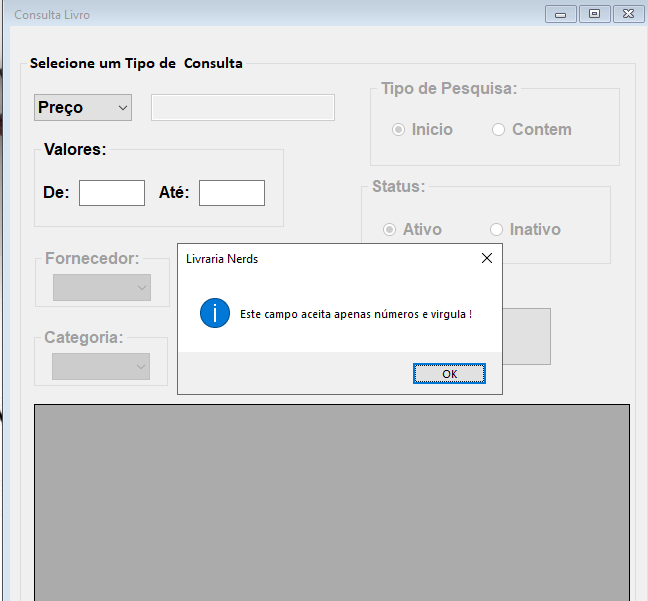 Consulta Livro
Selecione um Tipo de Consulta
Preço
Tipo de Pesquisa:
Inicio Contem
Valores:
De: Até:
Status:
Ativo Inativo
Fornecedor:
Livraria Nerds
Este campo aceita apenas números e virgula !
Categoria:
OK